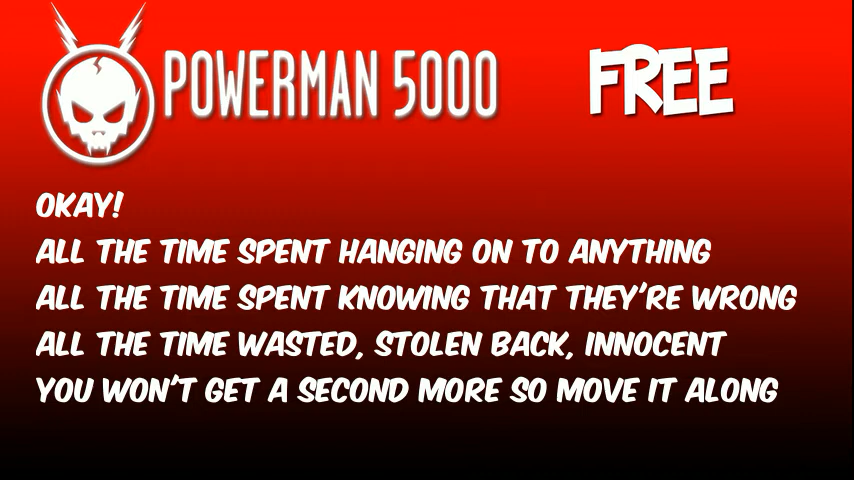 POWERMAN 5000
FREE
OKAY!
ALL THE TIME SPENT HANGING ON TO ANYTHING
ALL THE TIME SPENT KNOWING THAT THEY'RE WRONG
ALL THE TIME WASTED, STOLEN BACK, INNOCENT
YOU WON'T GET A SECOND MORE SO MOVE IT ALONG